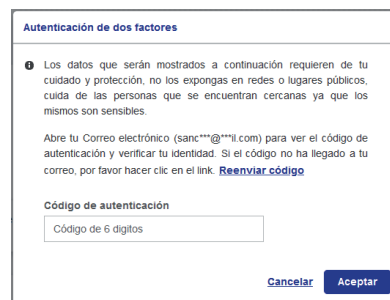 Autenticación de dos factores
Los datos que serán mostrados a continuación requieren de tu
cuidado y protección, no los expongas en redes o lugares públicos,
cuida de las personas que se encuentran cercanas ya que los
mismos son sensibles.
Abre tu Correo electrónico (sanc***@***il.com) para ver el código de
autenticación y verificar tu identidad. Si el código no ha llegado a tu
correo, por favor hacer clic en el link. Reenviar código
Código de autenticación
Código de 6 digitos
Cancelar Aceptar